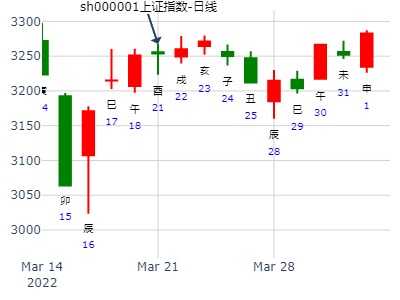 sh000001上证指数-日线
3300
3250
3200
3150
3100
3050
3000
4
卯
15
辰
16
巳
17
午
18
酉
21
戌
22
亥
23
子
24
丑
25
辰
28
巳
29
午
30
未
31
申
1
Mar 14
2022
Mar 21
Mar 28